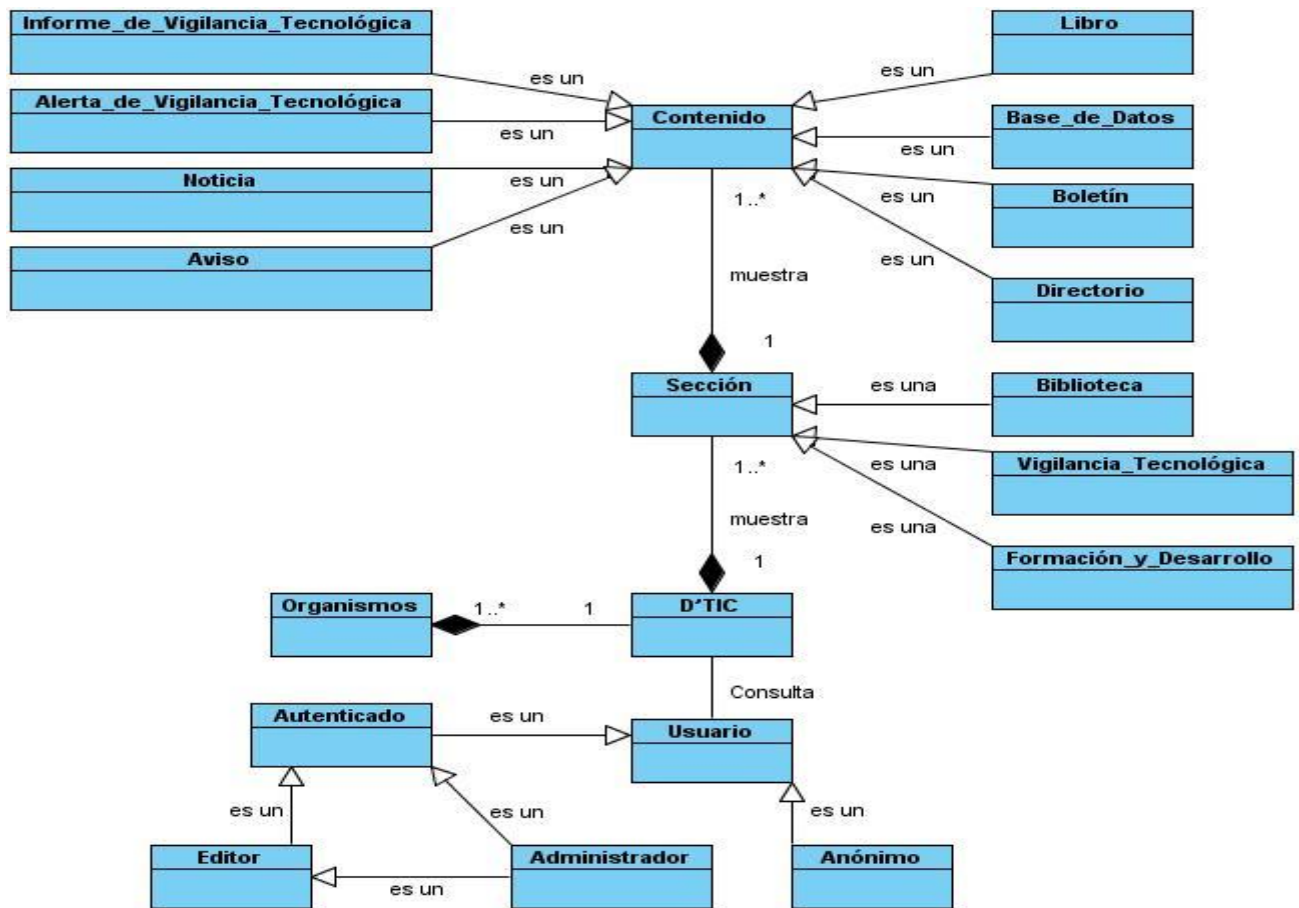 Informe_de_Vigilancia_Tecnológica
Libro
es un
es un
Alerta_de_Vigilancia_Tecnológica
Contenido
Base_de_Datos
es un
es un
Noticia
es un
1..*
es un
Boletín
es un
es un
Aviso
muestra
Directorio
1
Sección
es una
Biblioteca
1..*
es una
Vigilancia_Tecnológica
muestra
es una
1
Formación_y_Desarrollo
Organismos
1..*
1
D'TIC
Consulta
Autenticado
es un
Usuario
es un
es un
es un
Editor
es un
Administrador
Anónimo